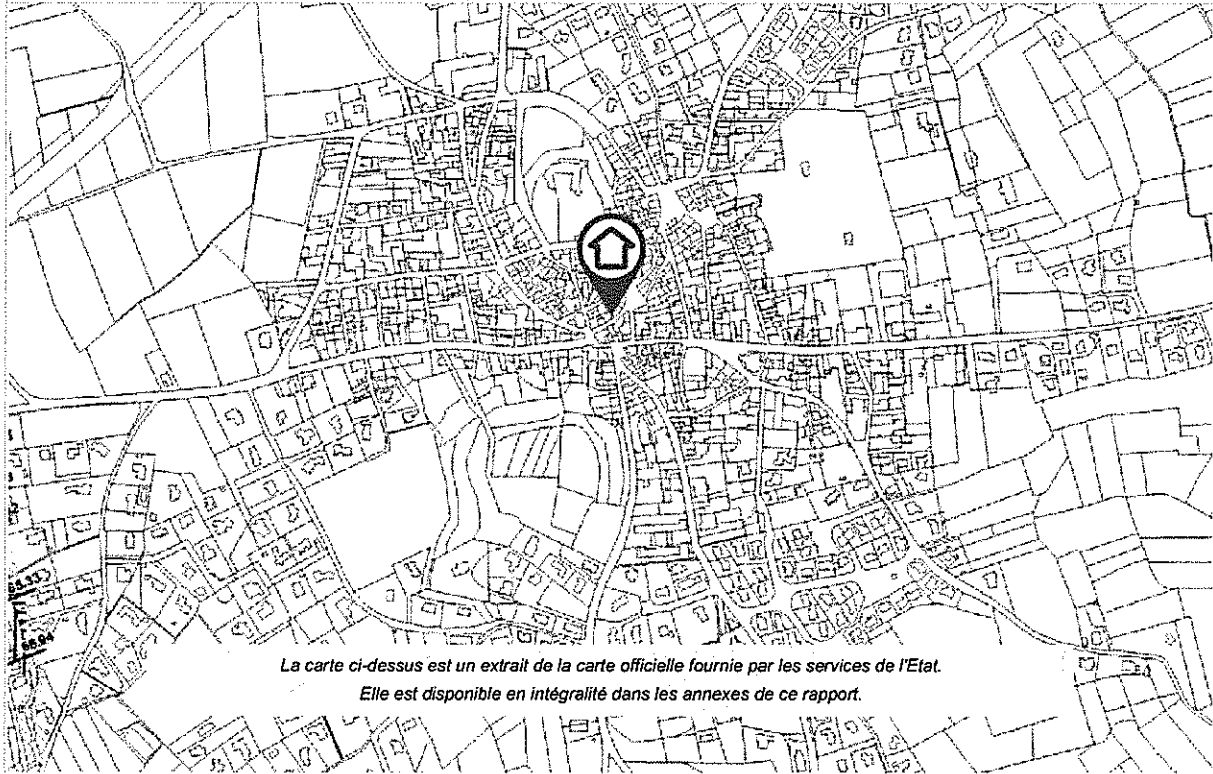 La carte ci-dessus est un extrait de la carte officielle fournie par les services de l'Etat.
Elle est disponible en intégralité dans les annexes de ce rapport.